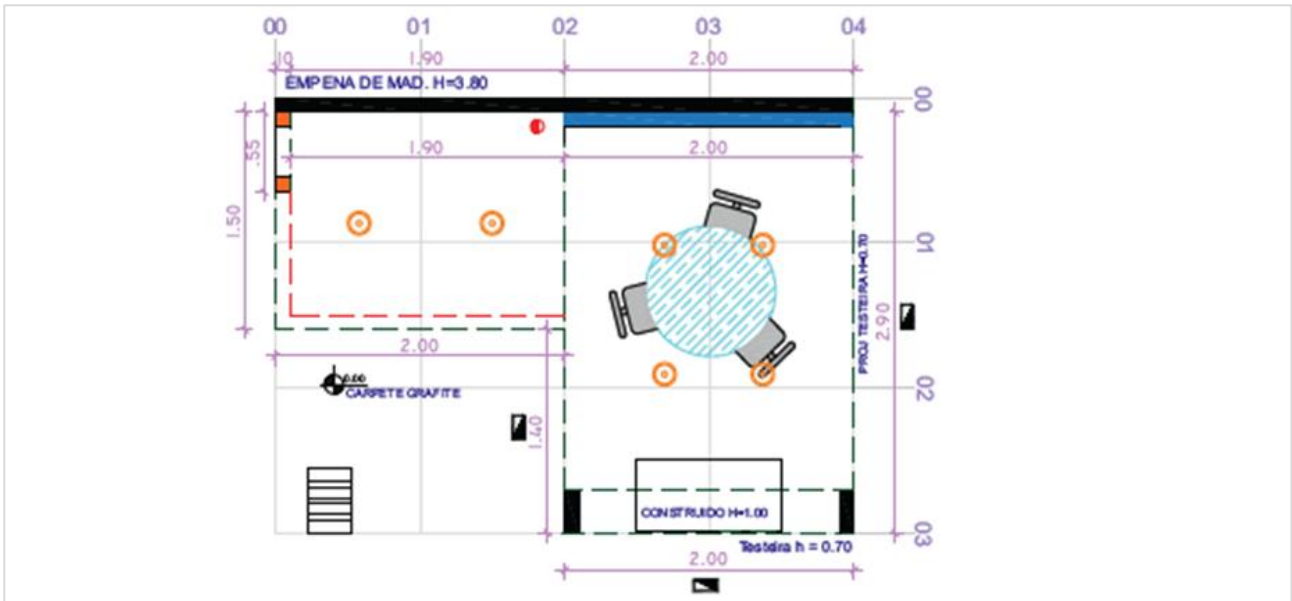 00 01 02 03 04
10 1.90 2.00
EMPENA DE MAD. H=3.80
00
1.90 2.00
.55
1.50
01
PROJ TESTEIRA H=0.70
2.90
2.00
0.00
CARPETE GRAFITE
02
1.40
CONSTRUIDO H=1.00
03
Testeira h = 0.70
2.00